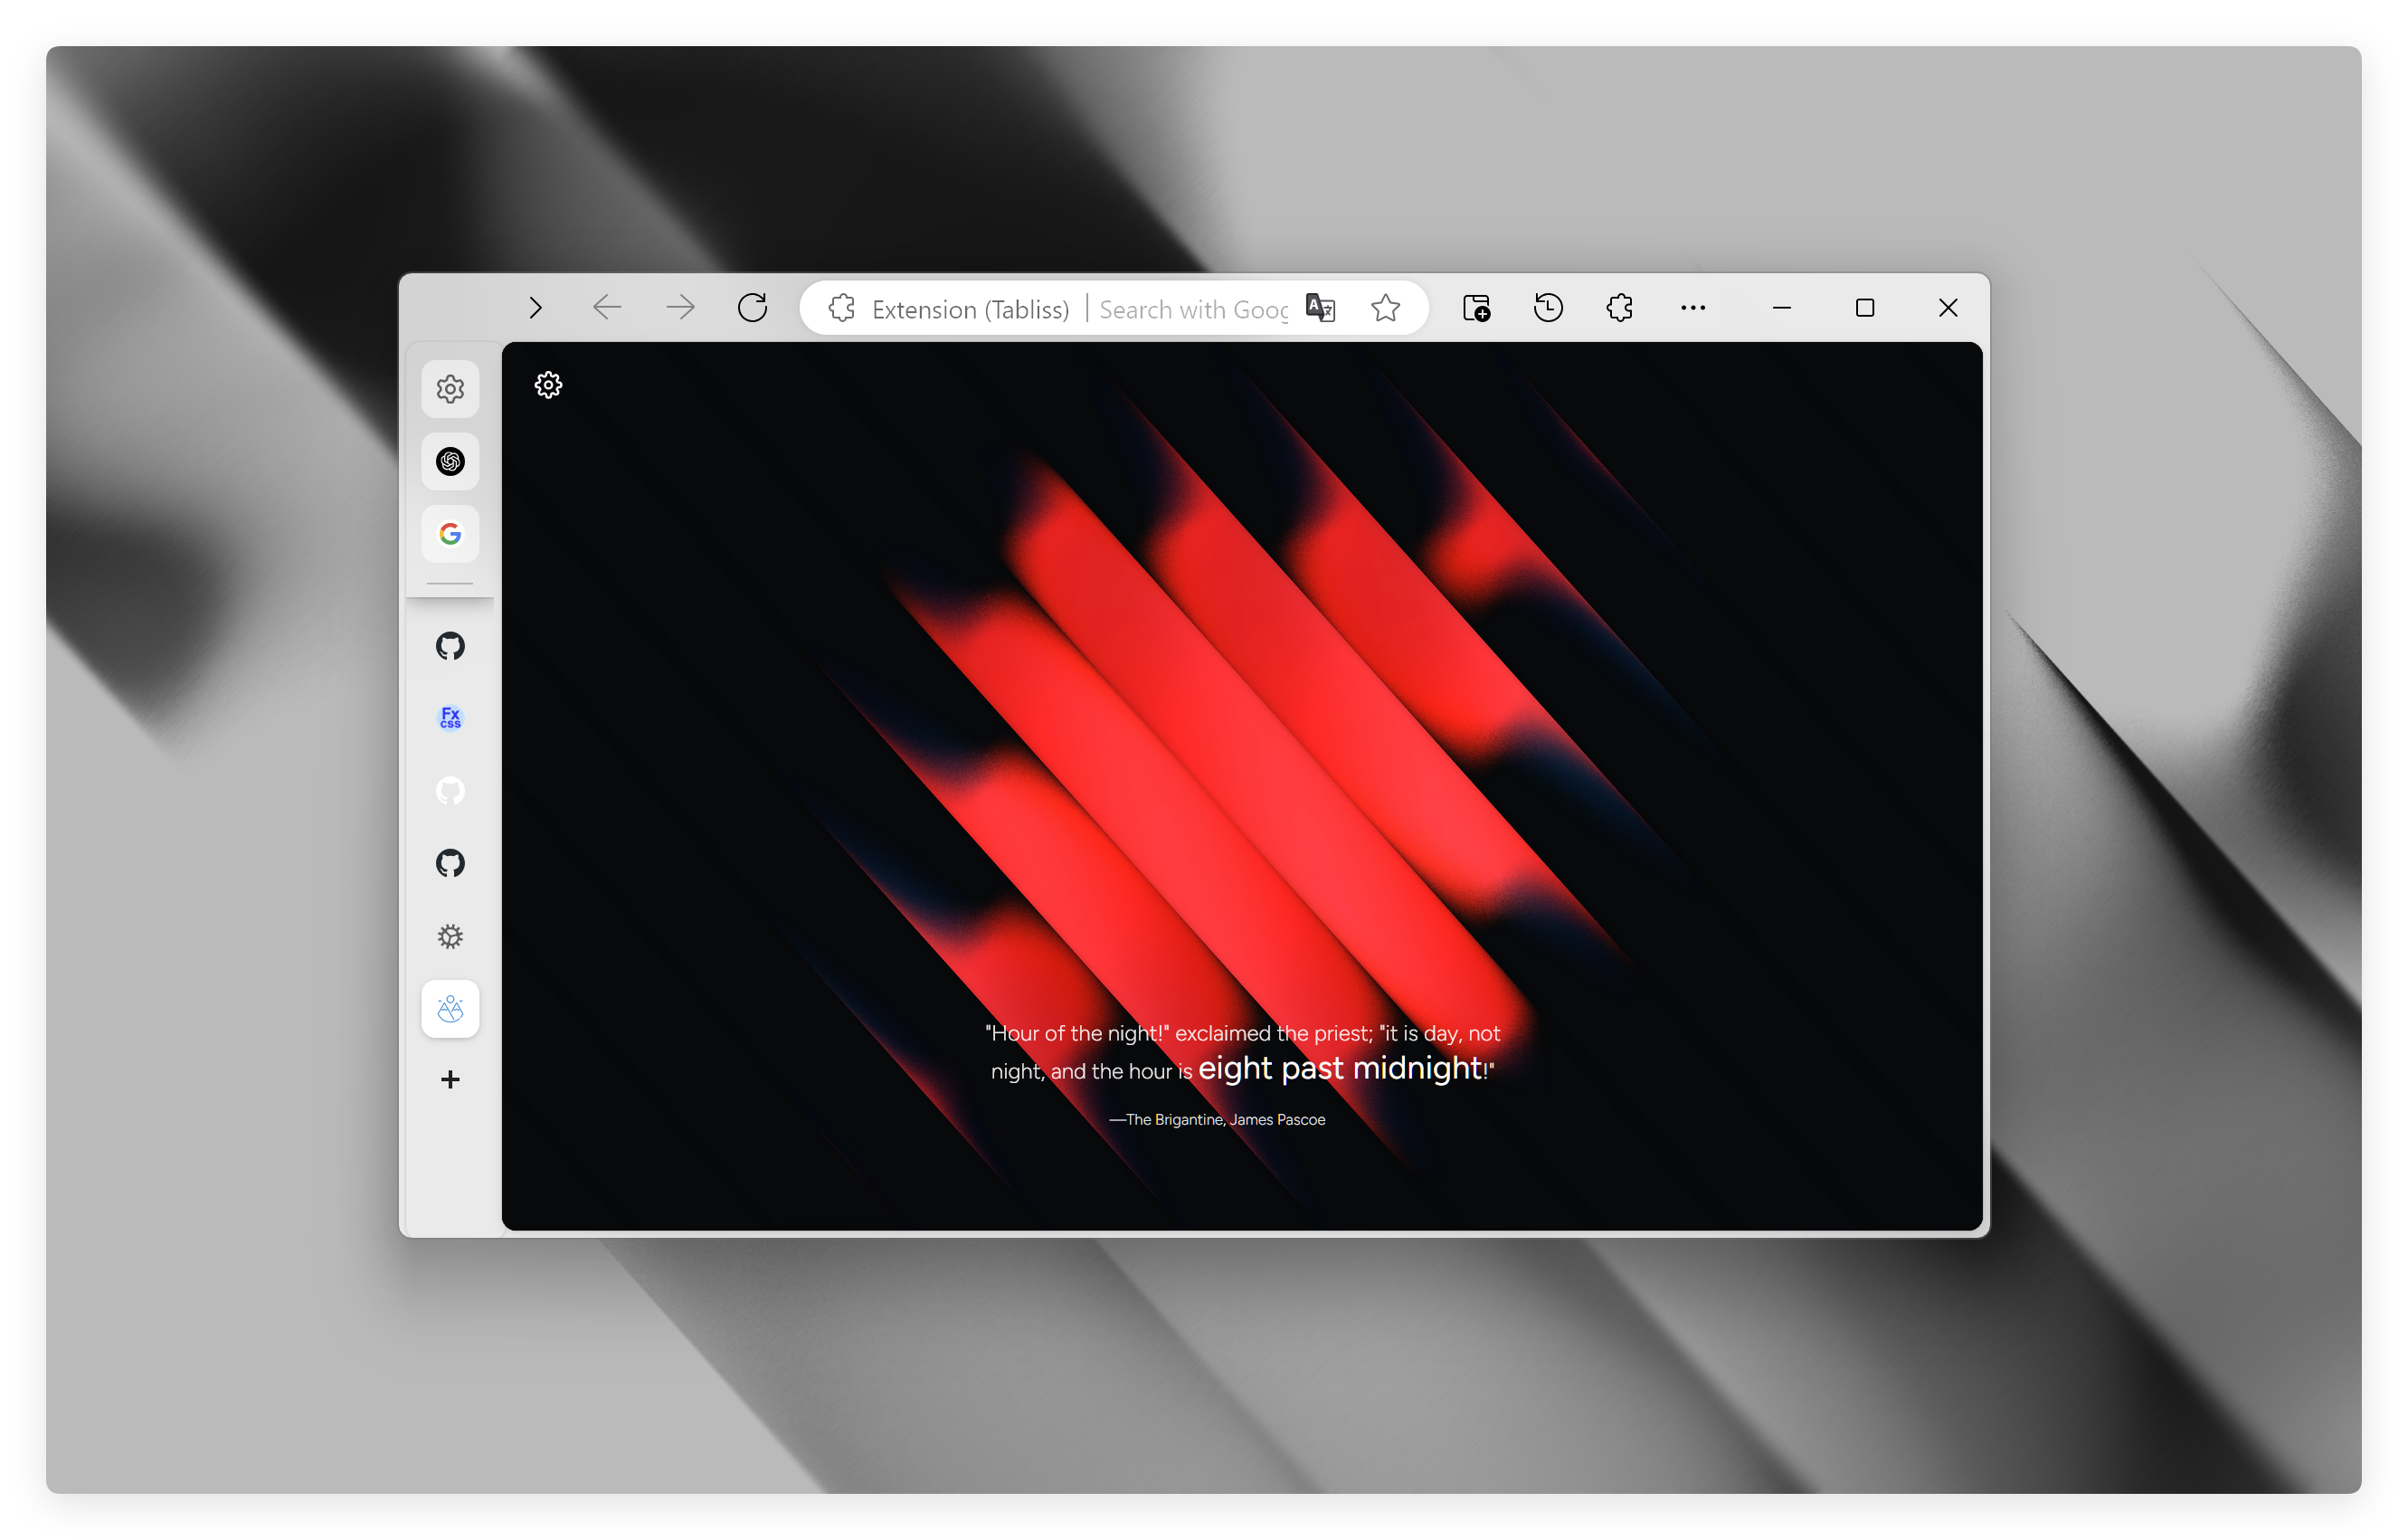 Extension (Tabliss) Search with Goog
Fx
css
"Hour of the night!" exclaimed the priest; "it is day, not
night, and the hour is eight past midnight!"
—The Brigantine, James Pascoe